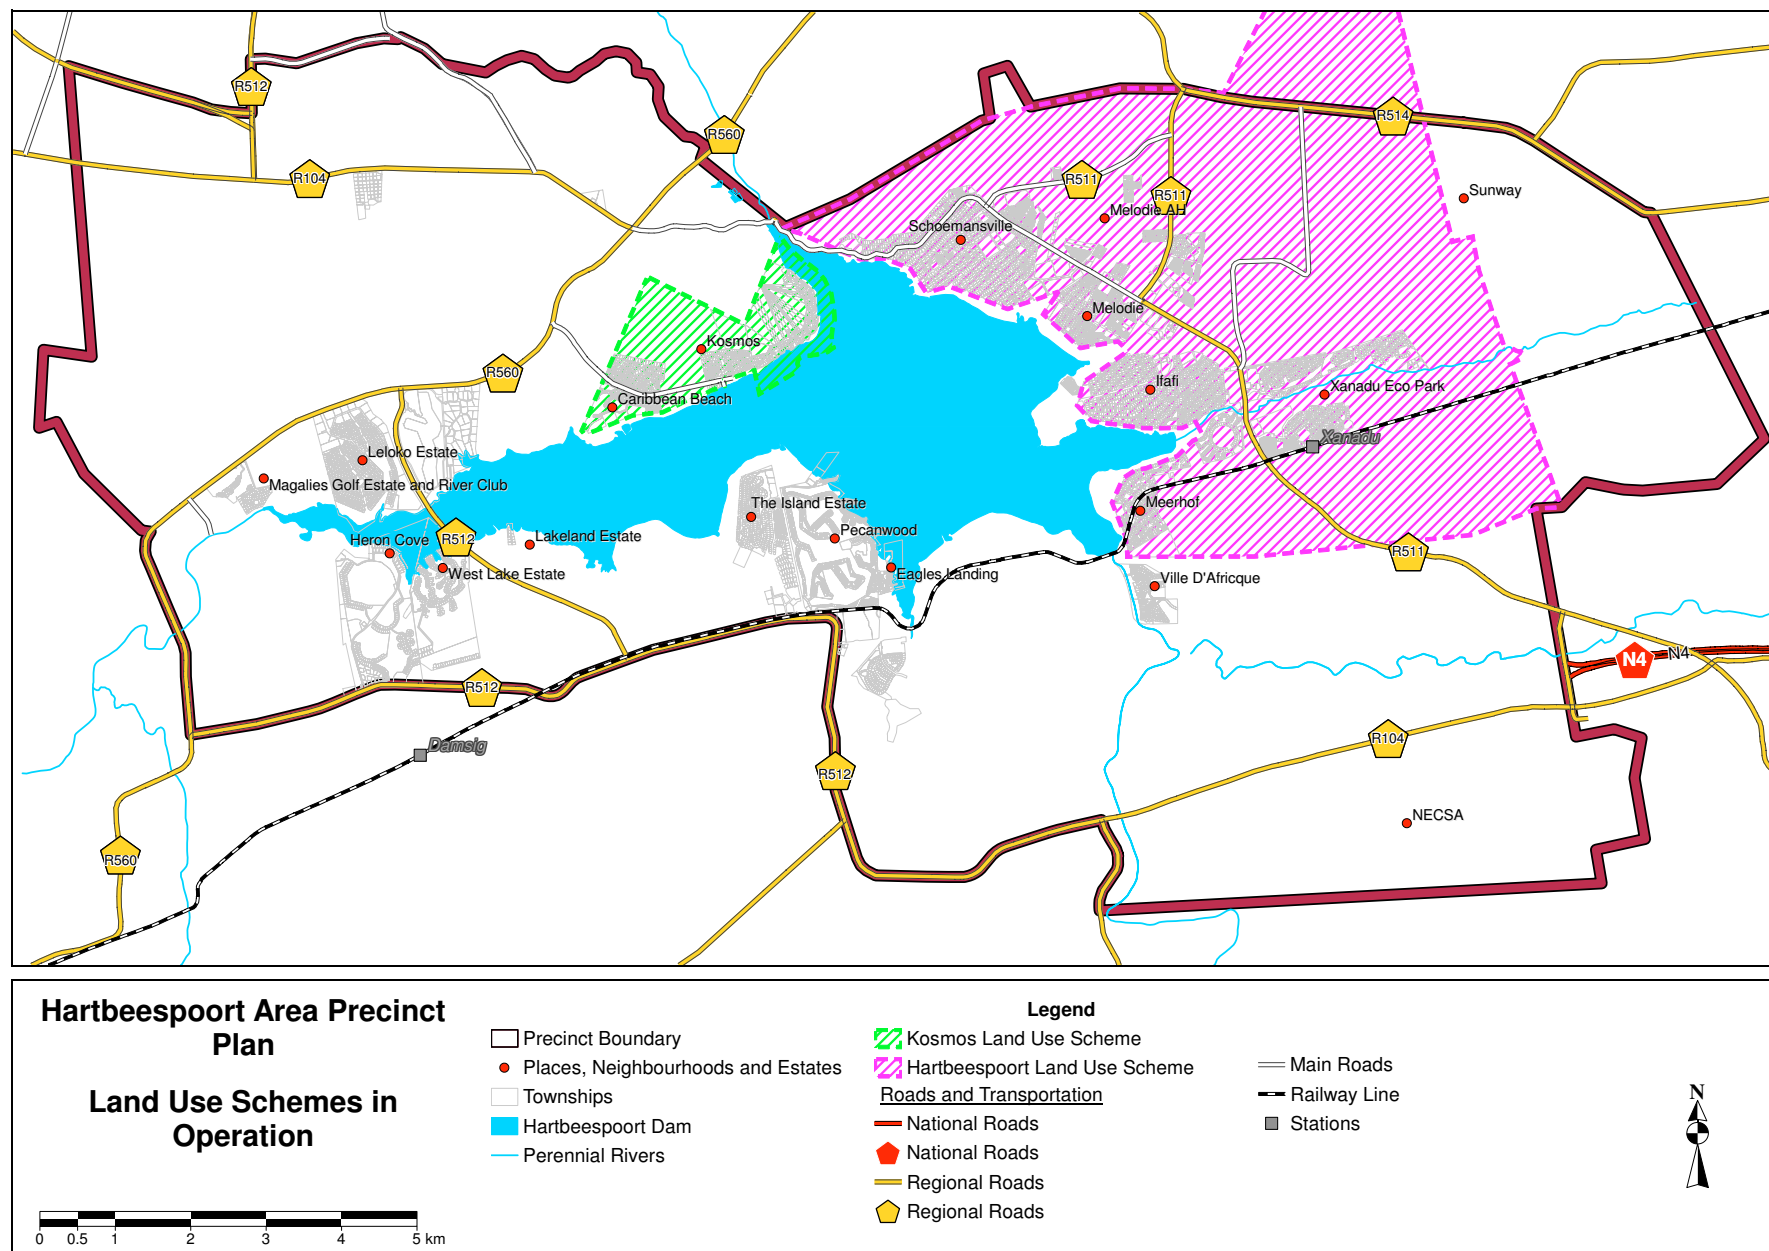 R512
R560
R514
R104
R511
R511
Sunway
Melodie AH
Schoemansville
Melodie
Kosmos
R560
Ifafi
Xanadu Eco Park
Caribbean Beach
Xanadu
Leloko Estate
Magalies Golf Estate and River Club
The Island Estate
Meerhof
Heron Cove
R512
Lakeland Estate
Pecanwood
R511
West Lake Estate
Eagles Landing
Ville D'Africque
N4
N4
R512
Damsig
R104
R512
NECSA
R560
Hartbeespoort Area Precinct
Plan
Land Use Schemes in
Operation
0 0.5 1 2 3 4 5 km
Legend
Precinct Boundary
Places, Neighbourhoods and Estates
Townships
Hartbeespoort Dam
Perennial Rivers
Kosmos Land Use Scheme
Hartbeespoort Land Use Scheme
Roads and Transportation
National Roads
National Roads
Regional Roads
Regional Roads
Main Roads
Railway Line
Stations
N